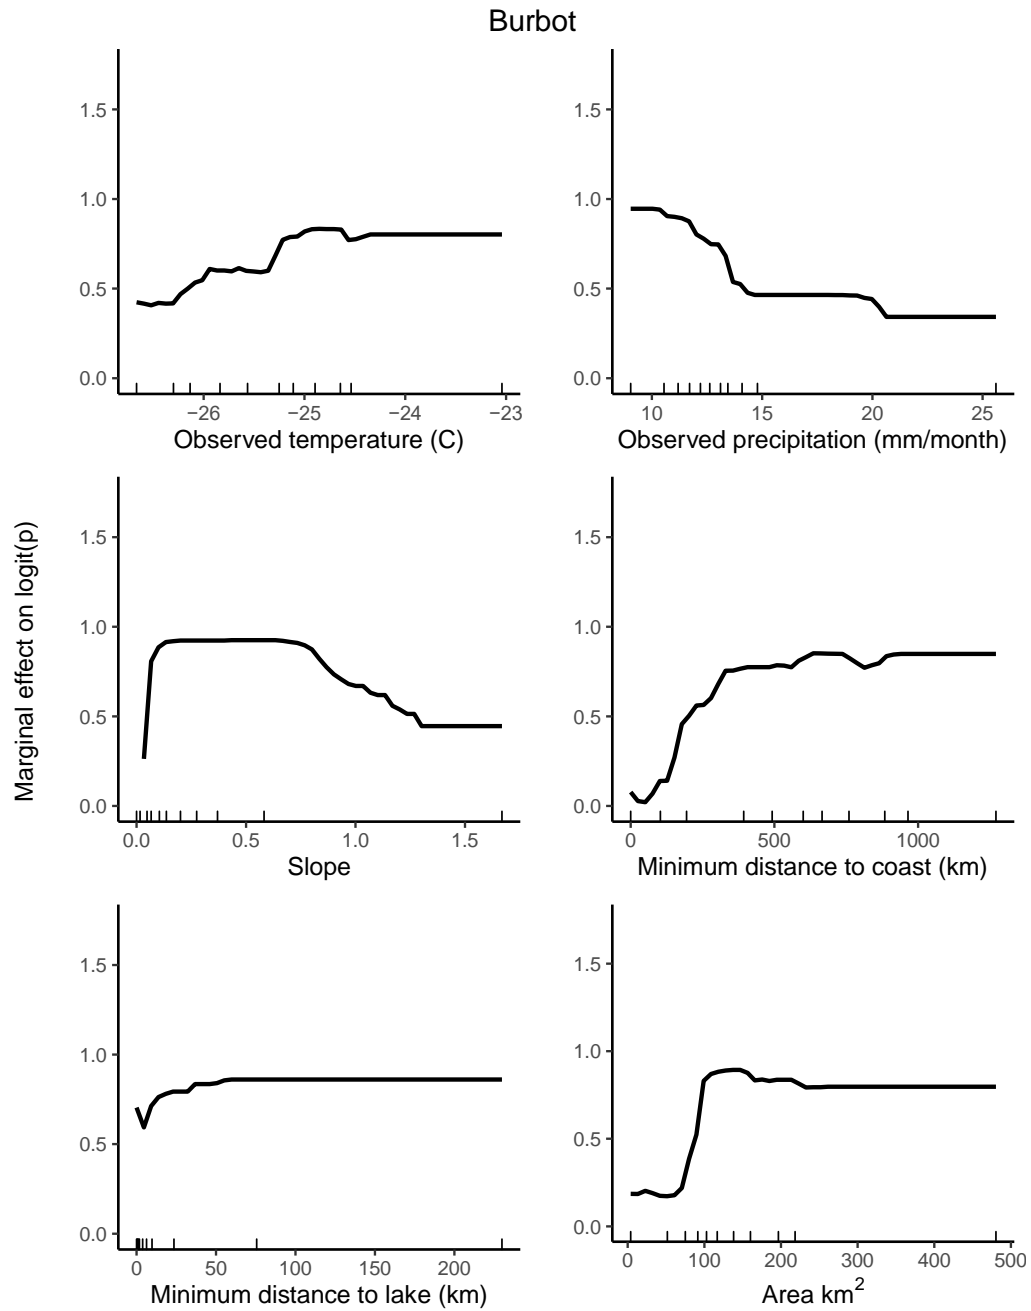 Burbot
Marginal effect on logit(p)
1.5
1.0
0.5
0.0
−26 −25 −24 −23
Observed temperature (C)
1.5
1.0
0.5
0.0
10 15 20 25
Observed precipitation (mm/month)
1.5
1.0
0.5
0.0
0.0 0.5 1.0 1.5
Slope
1.5
1.0
0.5
0.0
0 500 1000
Minimum distance to coast (km)
1.5
1.0
0.5
0.0
0 50 100 150 200
Minimum distance to lake (km)
1.5
1.0
0.5
0.0
0 100 200 300 400 500
Area km²